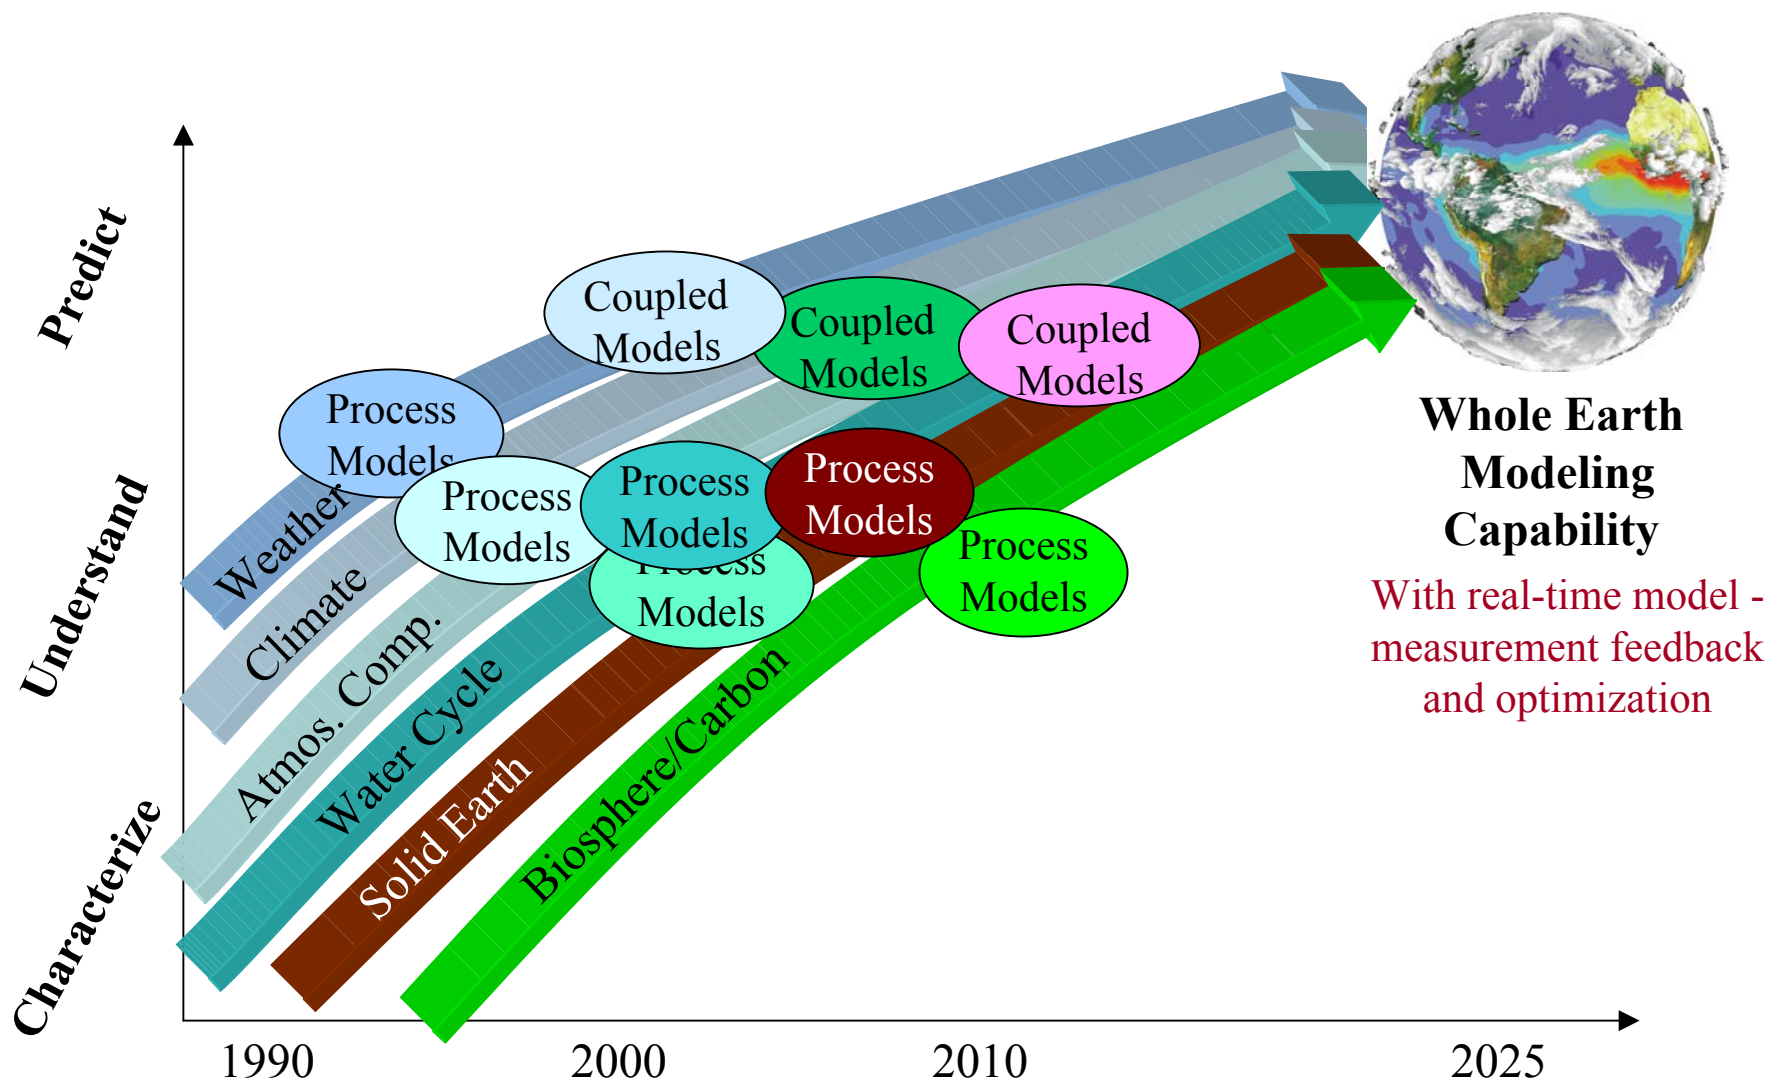 Predict
Understand
Characterize
Coupled
Models
Coupled
Models
Coupled
Models
Process
Models
Process
Models
Process
Models
Process
Models
Process
Models
Process
Models
Weather
Climate
Atmos. Comp.
Water Cycle
Solid Earth
Biosphere/Carbon
Whole Earth
Modeling
Capability
With real-time model -
measurement feedback
and optimization
1990
2000
2010
2025